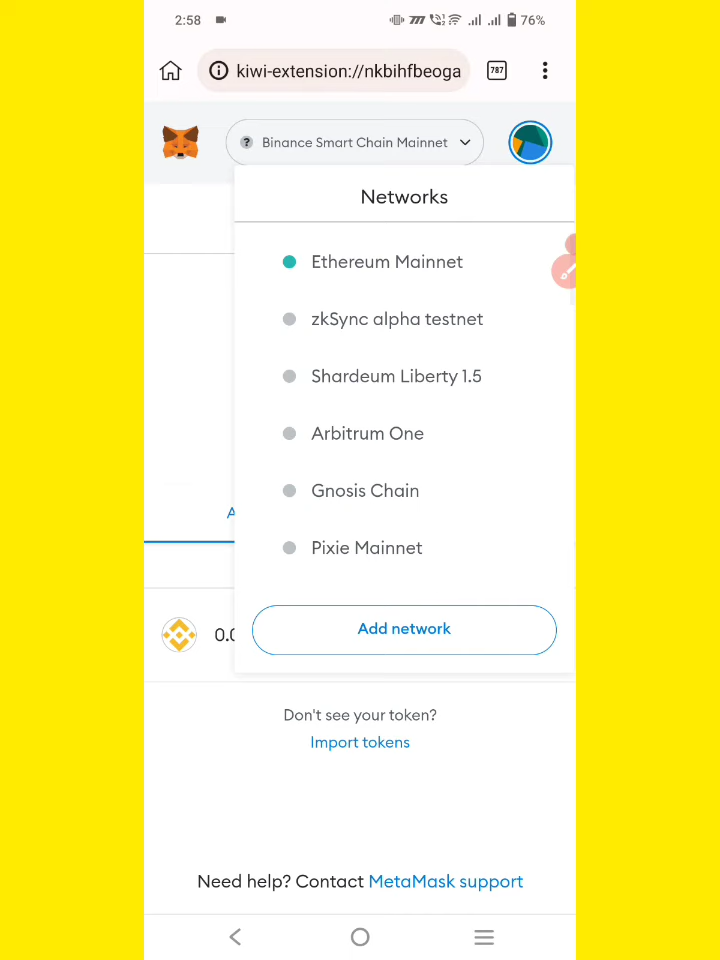 2:58
76%
kiwi-extension://nkbihfbeoga
787
? Binance Smart Chain Mainnet
Networks
Ethereum Mainnet
zkSync alpha testnet
Shardeum Liberty 1.5
Arbitrum One
Gnosis Chain
Pixie Mainnet
A
Add network
0.0
Don't see your token?
Import tokens
Need help? Contact MetaMask support